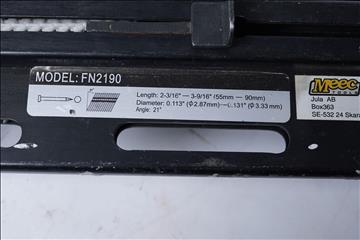 MODEL: FN2190
Length: 2-3/16" — 3-9/16" (55mm — 90mm)
Diameter: 0.113" (Φ2.87mm)—0.131" (Φ3.33mm)
Angle: 21°
Meec
TOOLS
Jula AB
Box363
SE-532 24 Skara